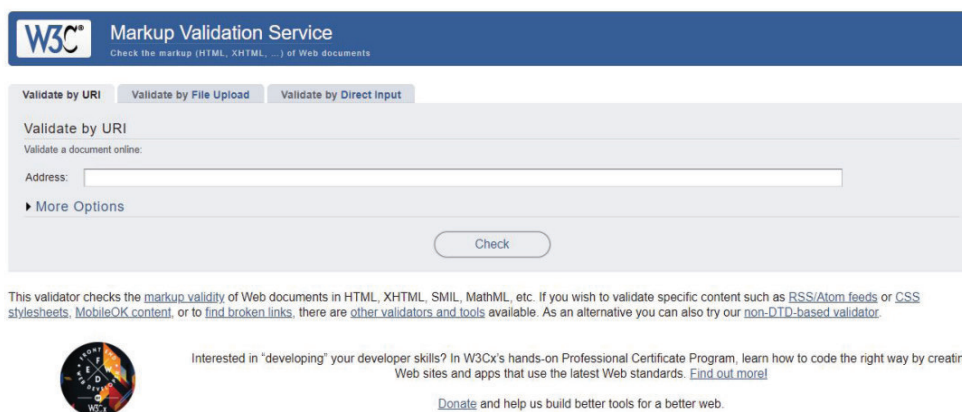 W3C® Markup Validation Service
Check the markup (HTML, XHTML, ...) of Web documents
Validate by URI Validate by File Upload Validate by Direct Input
Validate by URI
Validate a document online:
Address:
More Options
Check
This validator checks the markup validity of Web documents in HTML, XHTML, SMIL, MathML, etc. If you wish to validate specific content such as RSS/Atom feeds or CSS
stylesheets, MobileOK content, or to find broken links, there are other validators and tools available. As an alternative you can also try our non-DTD-based validator.
Interested in "developing" your developer skills? In W3Cx's hands-on Professional Certificate Program, learn how to code the right way by creatin
Web sites and apps that use the latest Web standards. Find out more!
FRONT END
W3Cx
Donate and help us build better tools for a better web.